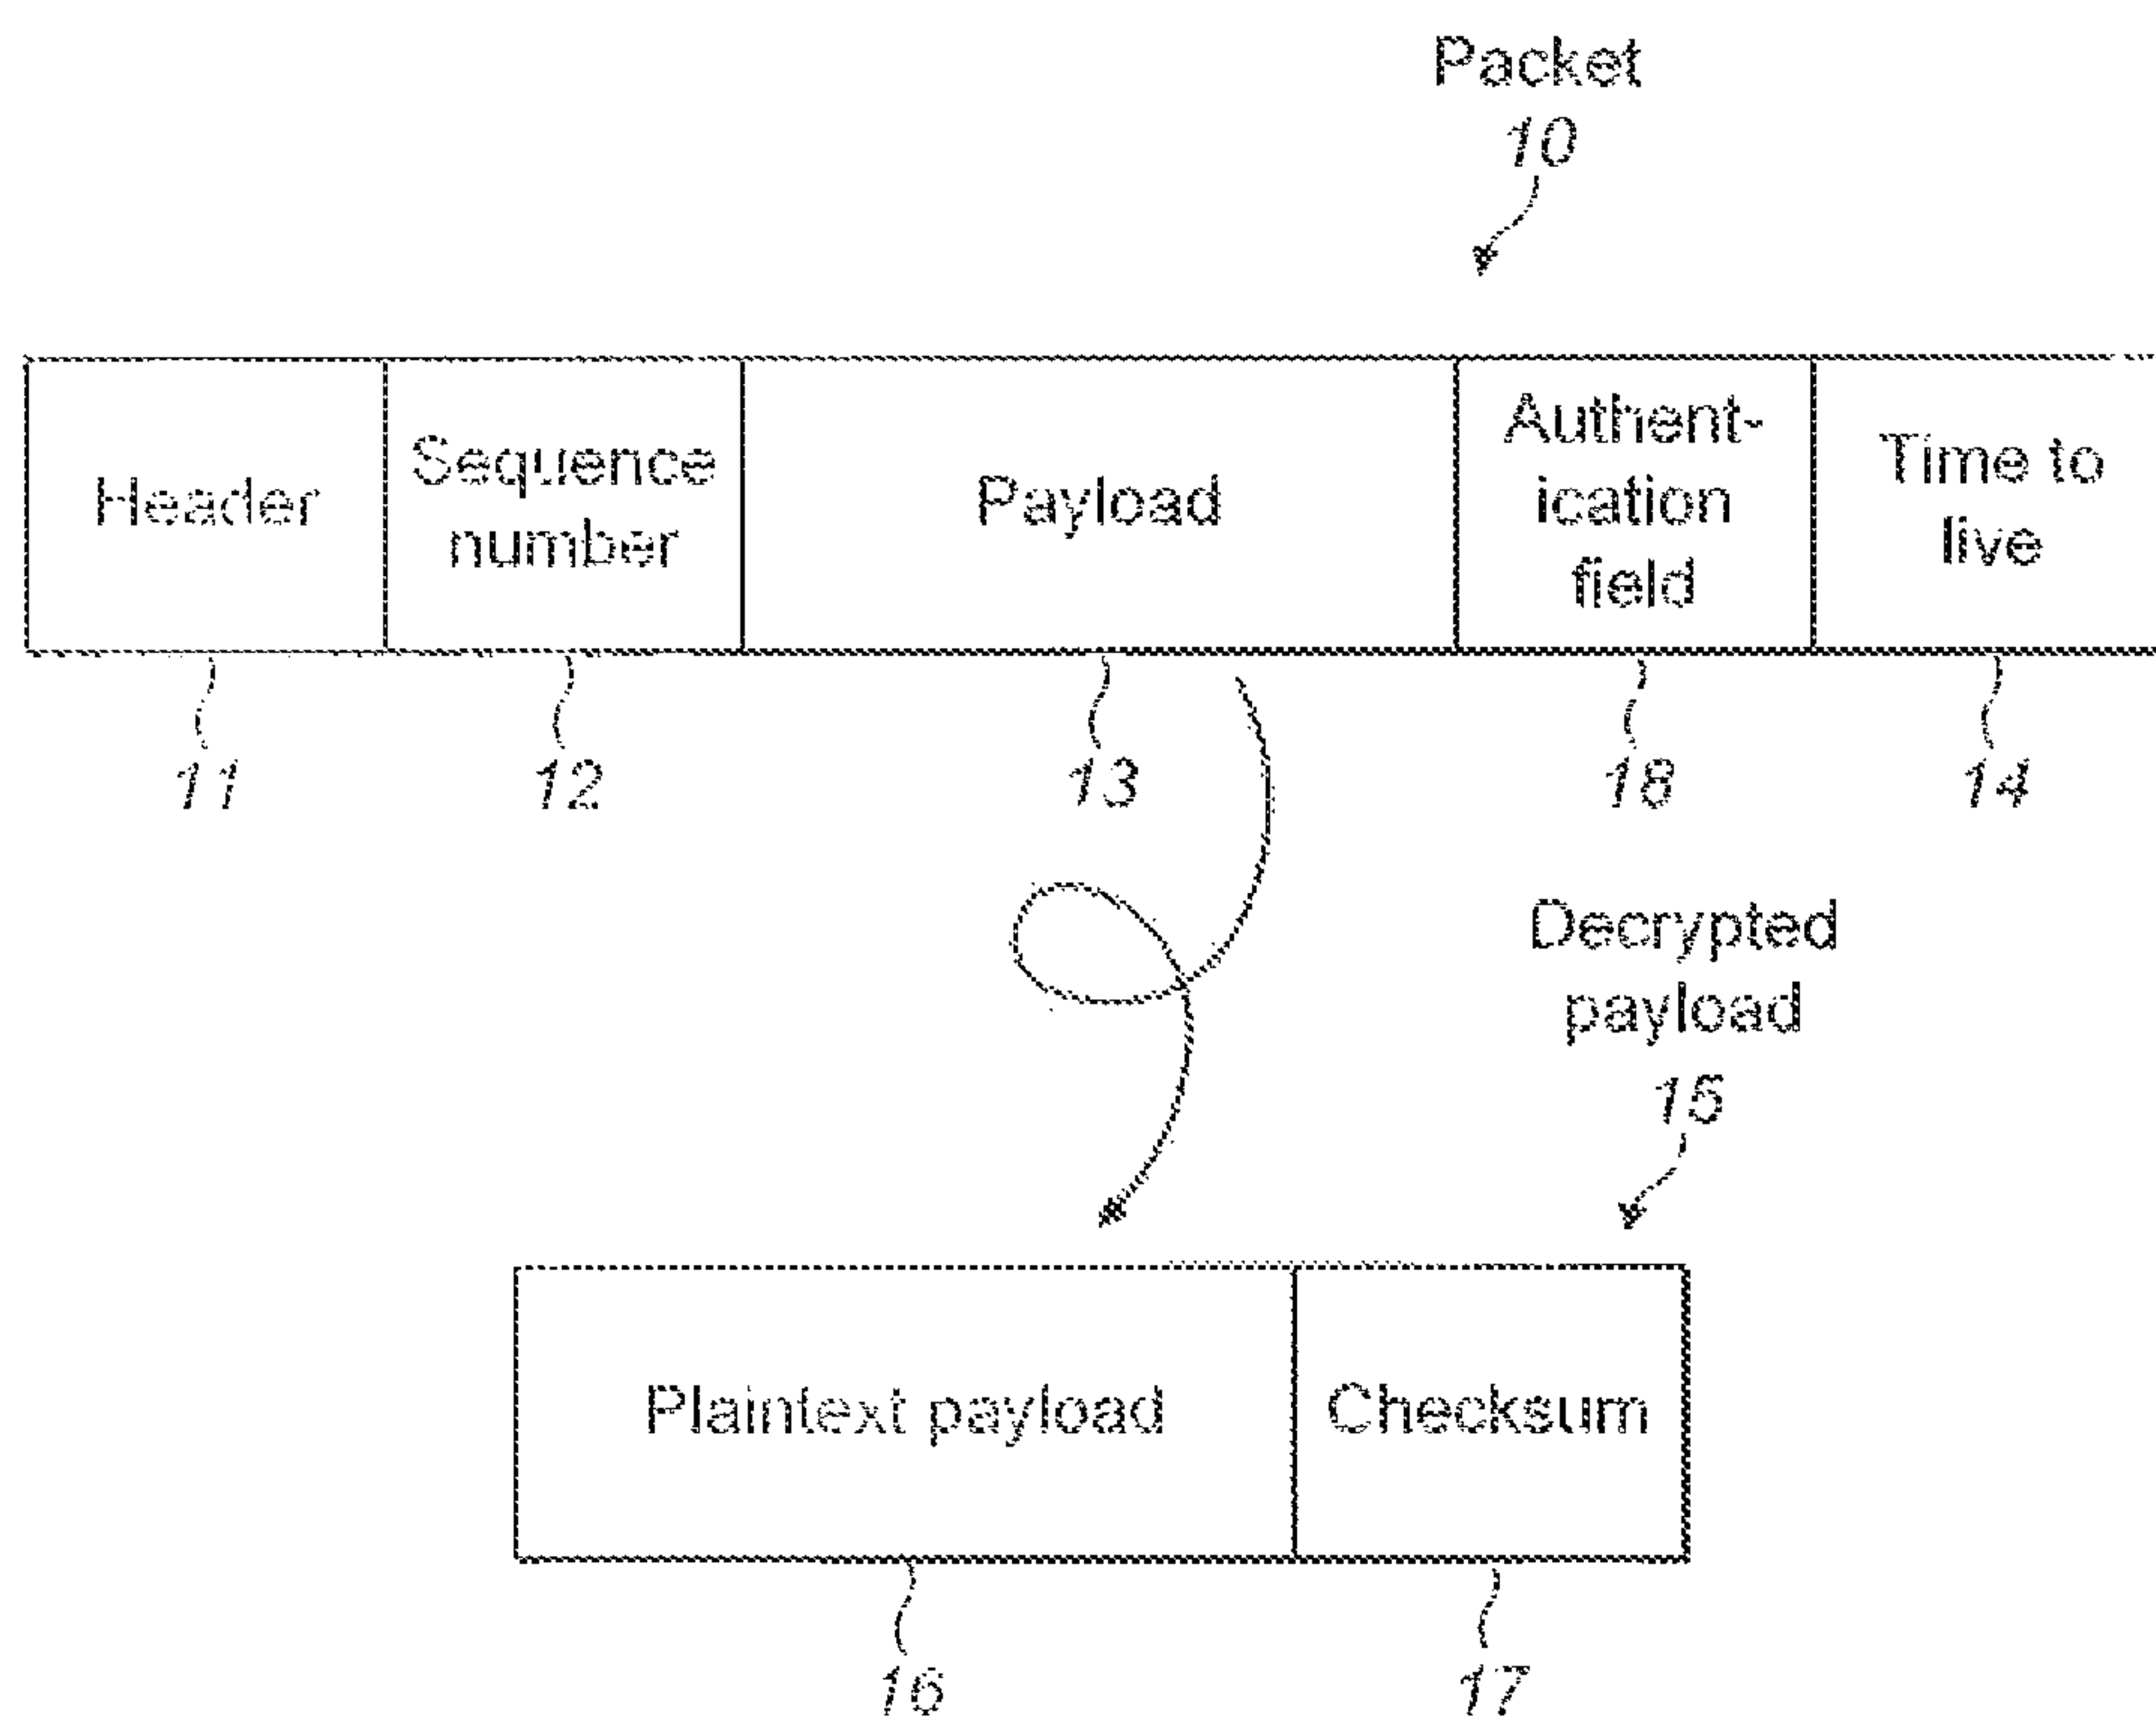 Packet
10
Header
Sequence
number
Payload
Authent-
ication
field
Time to
live
11
12
13
18
14
Decrypted
payload
15
Plaintext payload
Checksum
16
17